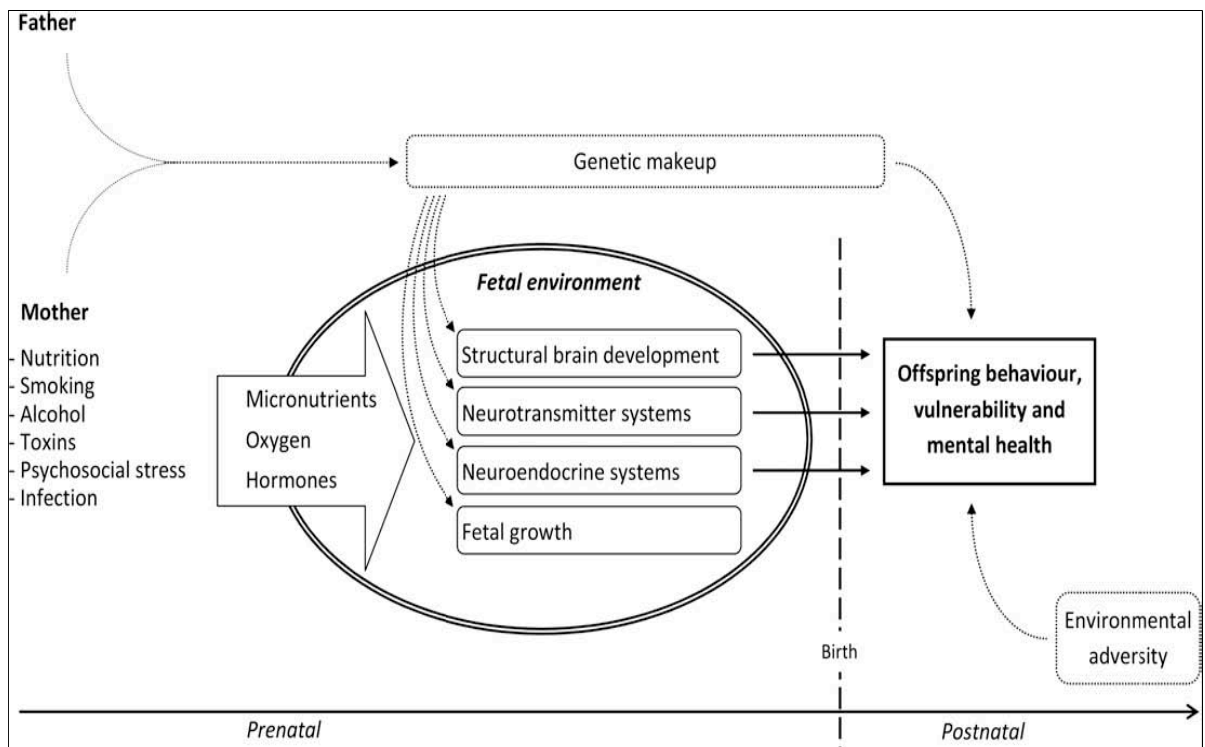 Father
Genetic makeup
Fetal environment
Mother
- Nutrition
- Smoking
- Alcohol
- Toxins
- Psychosocial stress
- Infection
Micronutrients
Oxygen
Hormones
Structural brain development
Neurotransmitter systems
Neuroendocrine systems
Fetal growth
Offspring behaviour,
vulnerability and
mental health
Environmental
adversity
Birth
Prenatal
Postnatal